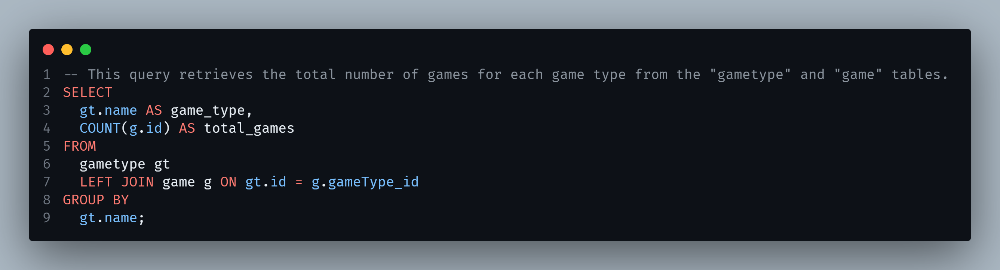 1 -- This query retrieves the total number of games for each game type from the "gametype" and "game" tables.
2 SELECT
3   gt.name AS game_type,
4   COUNT(g.id) AS total_games
5 FROM
6   gametype gt
7   LEFT JOIN game g ON gt.id = g.gameType_id
8 GROUP BY
9   gt.name;